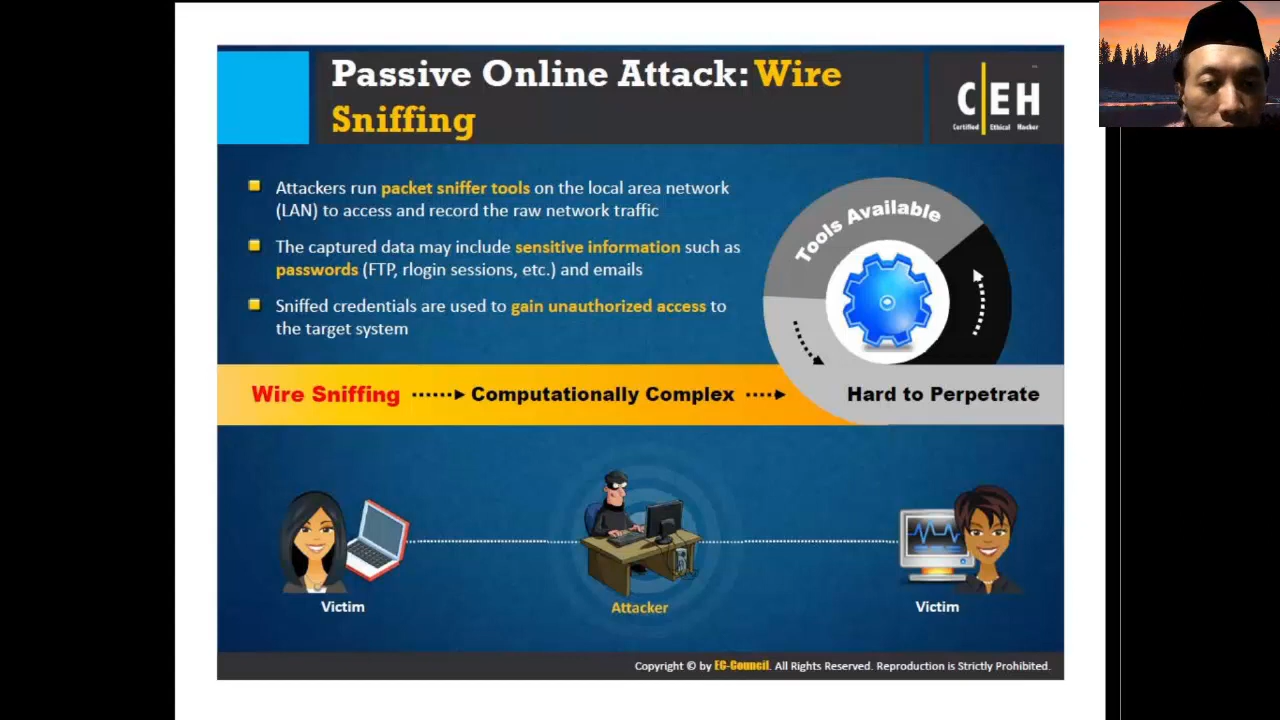 Passive Online Attack: Wire
Sniffing
CEH
Certified Ethical Hacker
Attackers run packet sniffer tools on the local area network
(LAN) to access and record the raw network traffic
The captured data may include sensitive information such as
passwords (FTP, rlogin sessions, etc.) and emails
Sniffed credentials are used to gain unauthorized access to
the target system
Tools Available
Wire Sniffing
Computationally Complex
Hard to Perpetrate
Victim
Attacker
Victim
Copyright © by EC-Council. All Rights Reserved. Reproduction is Strictly Prohibited.